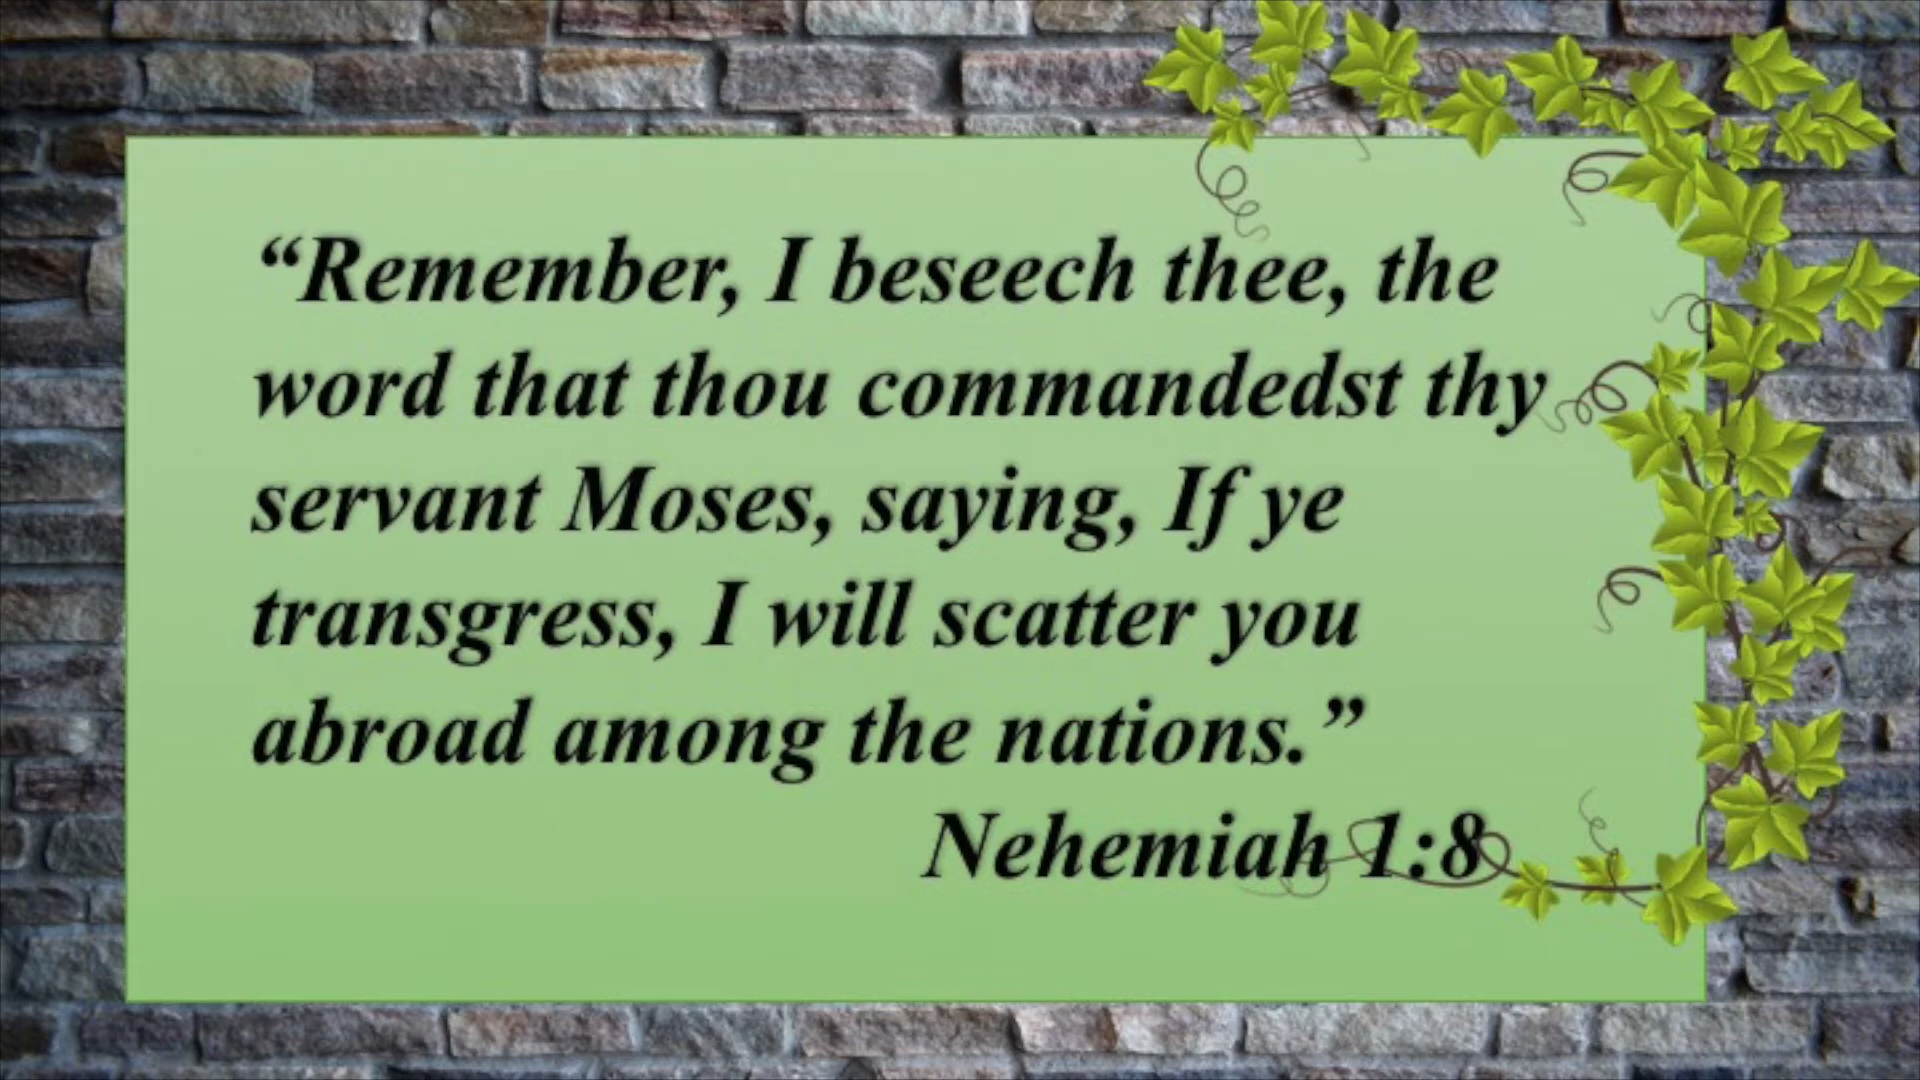 “Remember, I beseech thee, the
word that thou commandedst thy
servant Moses, saying, If ye
transgress, I will scatter you
abroad among the nations.”
Nehemiah 1:8